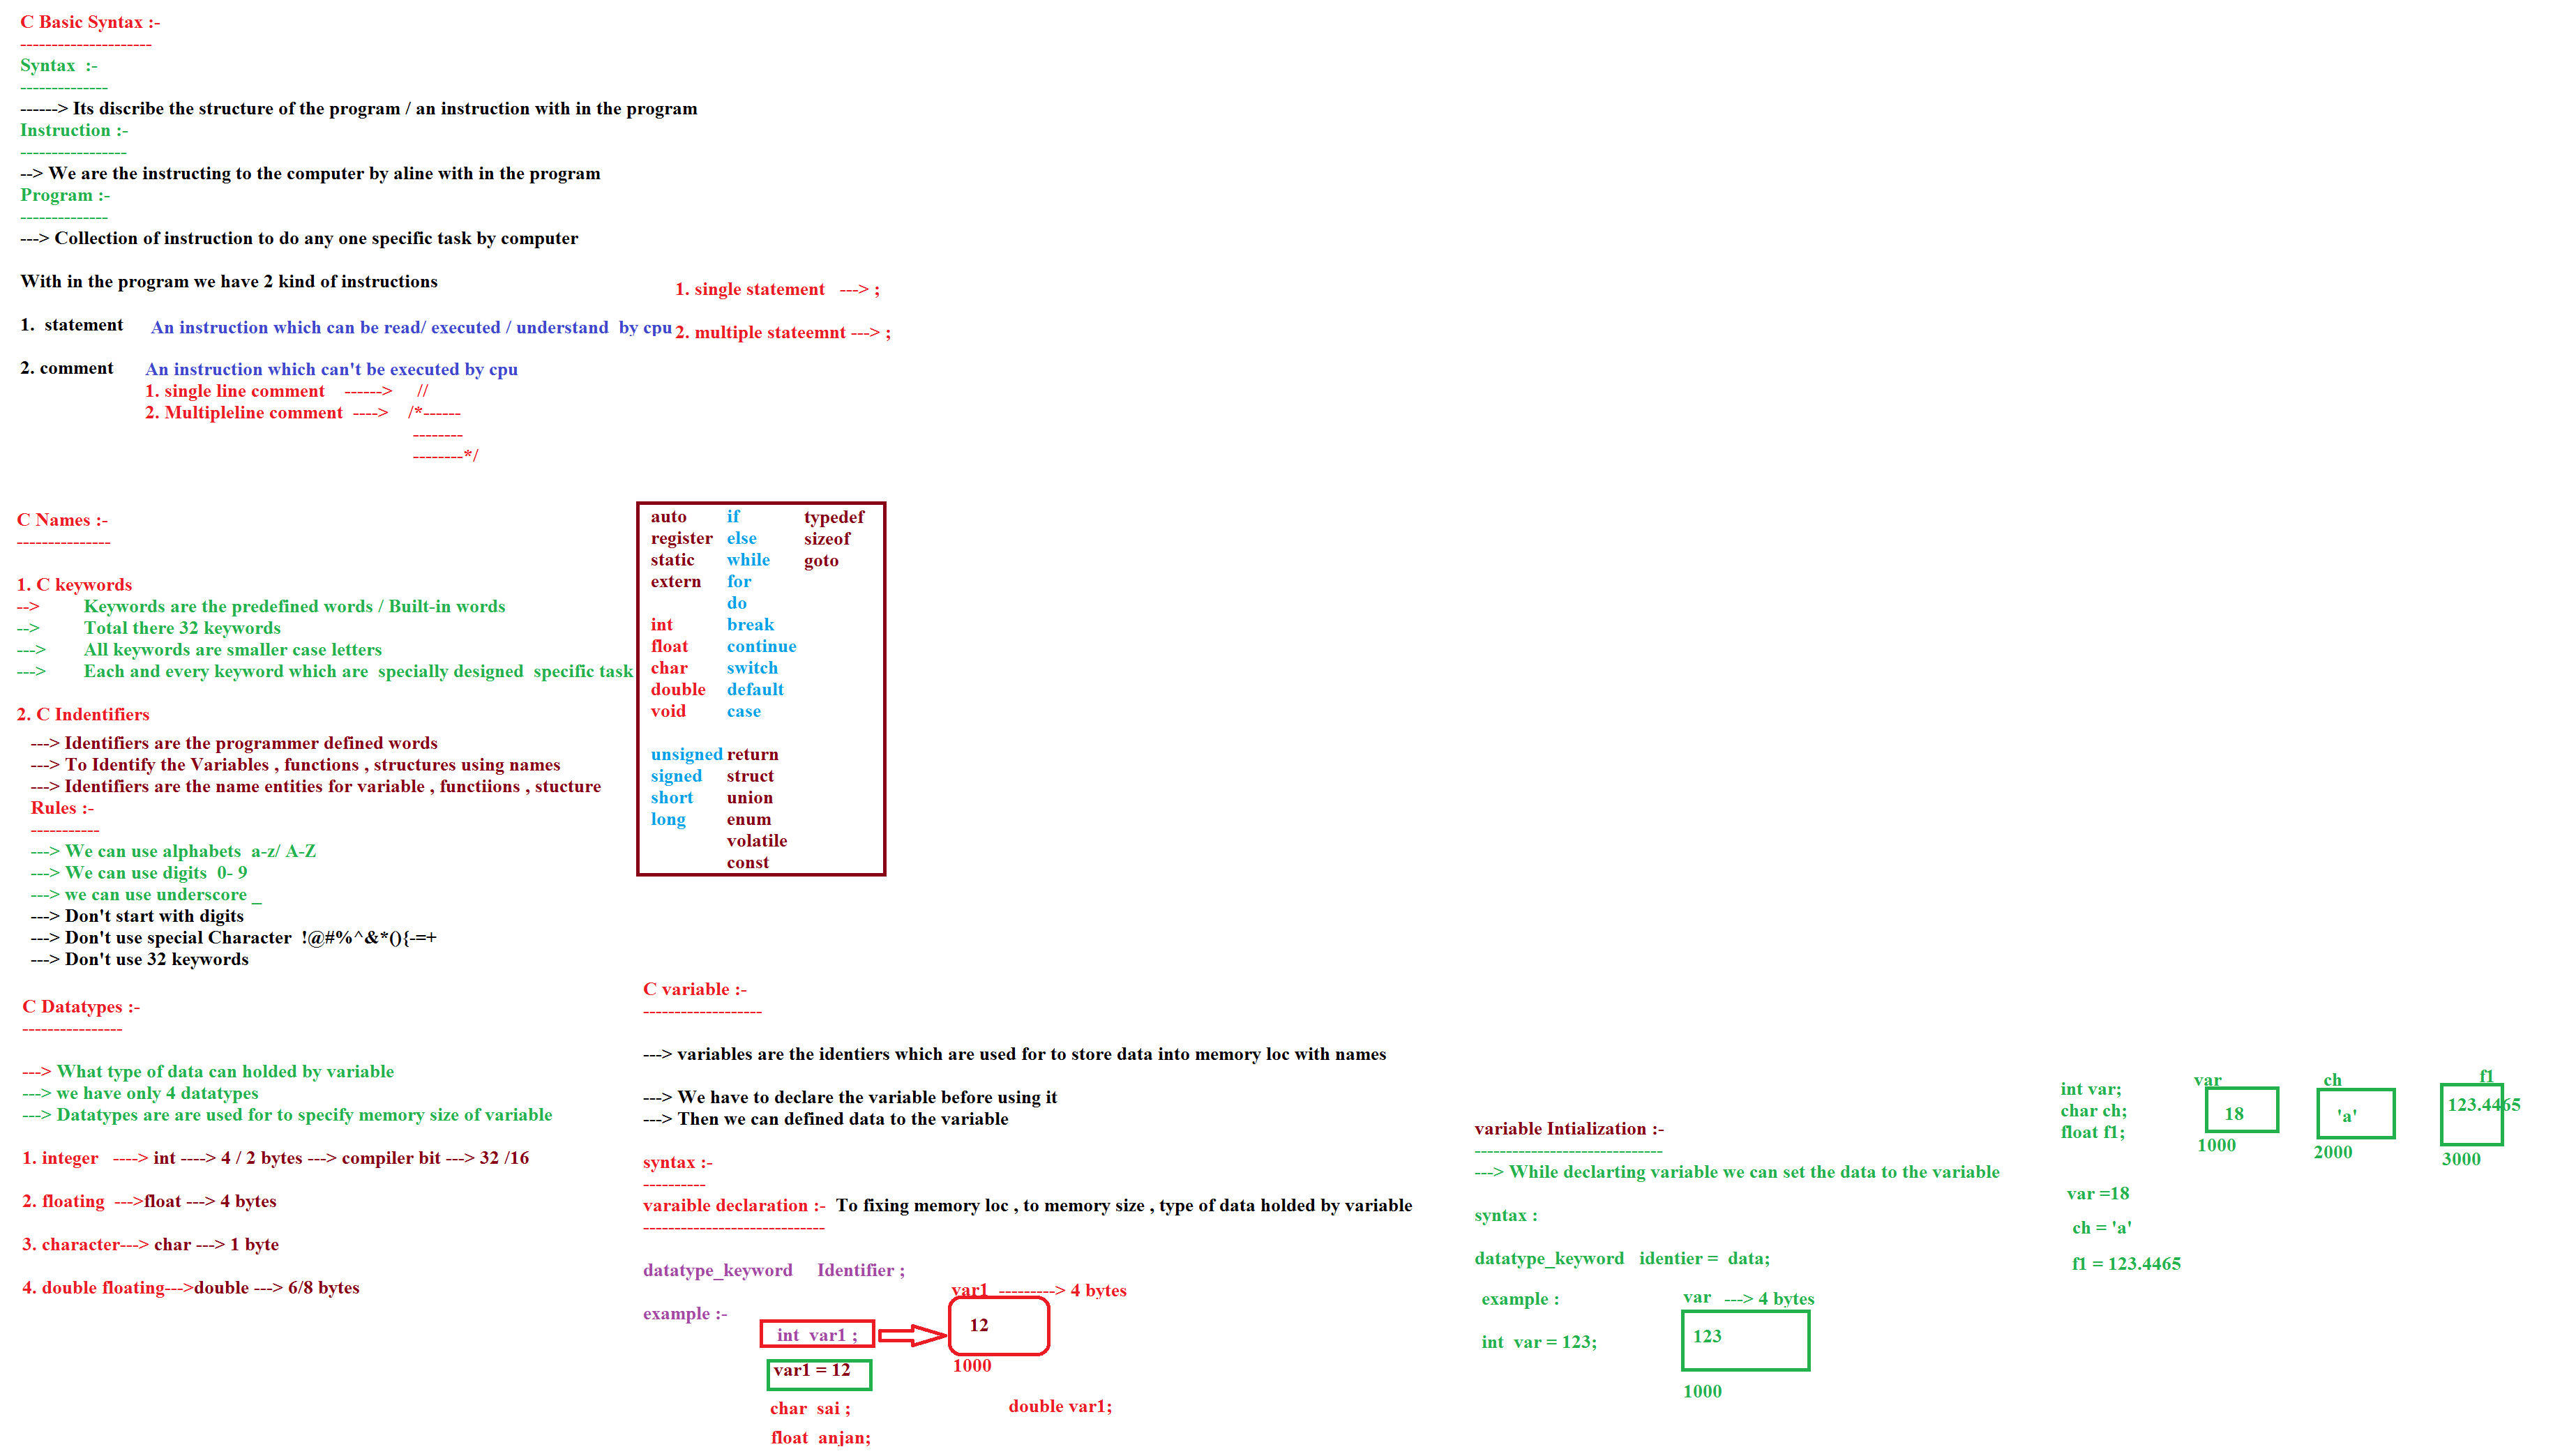 C Basic Syntax :-
---------------------
Syntax  :-
--------------
------> Its discribe the structure of the program / an instruction with in the program
Instruction :-
-----------------
--> We are the instructing to the computer by aline with in the program
Program :-
--------------
---> Collection of instruction to do any one specific task by computer
With in the program we have 2 kind of instructions
1.  statement     An instruction which can be read/ executed / understand  by cpu
1. single statement   ---> ;
2. multiple stateemnt ---> ;
2. comment      An instruction which can't be executed by cpu
1. single line comment    ------>     //
2. Multipleline comment  ---->    /*------
--------
--------*/
C Names :-
---------------
1. C keywords
-->         Keywords are the predefined words / Built-in words
-->         Total there 32 keywords
--->        All keywords are smaller case letters
--->        Each and every keyword which are  specially designed  specific task
2. C Indentifiers
---> Identifiers are the programmer defined words
---> To Identify the Variables , functions , structures using names
---> Identifiers are the name entities for variable , functiions , stucture
Rules :-
-----------
---> We can use alphabets  a-z/ A-Z
---> We can use digits  0- 9
---> we can use underscore _
---> Don't start with digits
---> Don't use special Character  !@#%^&*(){-=+
---> Don't use 32 keywords
auto
register
static
extern
int
float
char
double
void
unsigned
signed
short
long
if
else
while
for
do
break
continue
switch
default
case
return
struct
union
enum
volatile
const
typedef
sizeof
goto
C Datatypes :-
----------------
---> What type of data can holded by variable
---> we have only 4 datatypes
---> Datatypes are are used for to specify memory size of variable
1. integer   ----> int ----> 4 / 2 bytes ---> compiler bit ---> 32 /16
2. floating  --->float ---> 4 bytes
3. character---> char ---> 1 byte
4. double floating--->double ---> 6/8 bytes
C variable :-
-------------------
---> variables are the identiers which are used for to store data into memory loc with names
---> We have to declare the variable before using it
---> Then we can defined data to the variable
syntax :-
----------
varaible declaration :-  To fixing memory loc , to memory size , type of data holded by variable
-----------------------------
datatype_keyword     Identifier ;
example :-
int  var1 ;
var1 = 12
char  sai ;
float  anjan;
var1  ---------> 4 bytes
12
1000
double var1;
variable Intialization :-
------------------------------
---> While declarting variable we can set the data to the variable
syntax :
datatype_keyword   identier =  data;
example :
int  var = 123;
var  ---> 4 bytes
123
1000
int var;
char ch;
float f1;
var
18
1000
ch
'a'
2000
f1
123.4465
3000
var =18
ch = 'a'
f1 = 123.4465